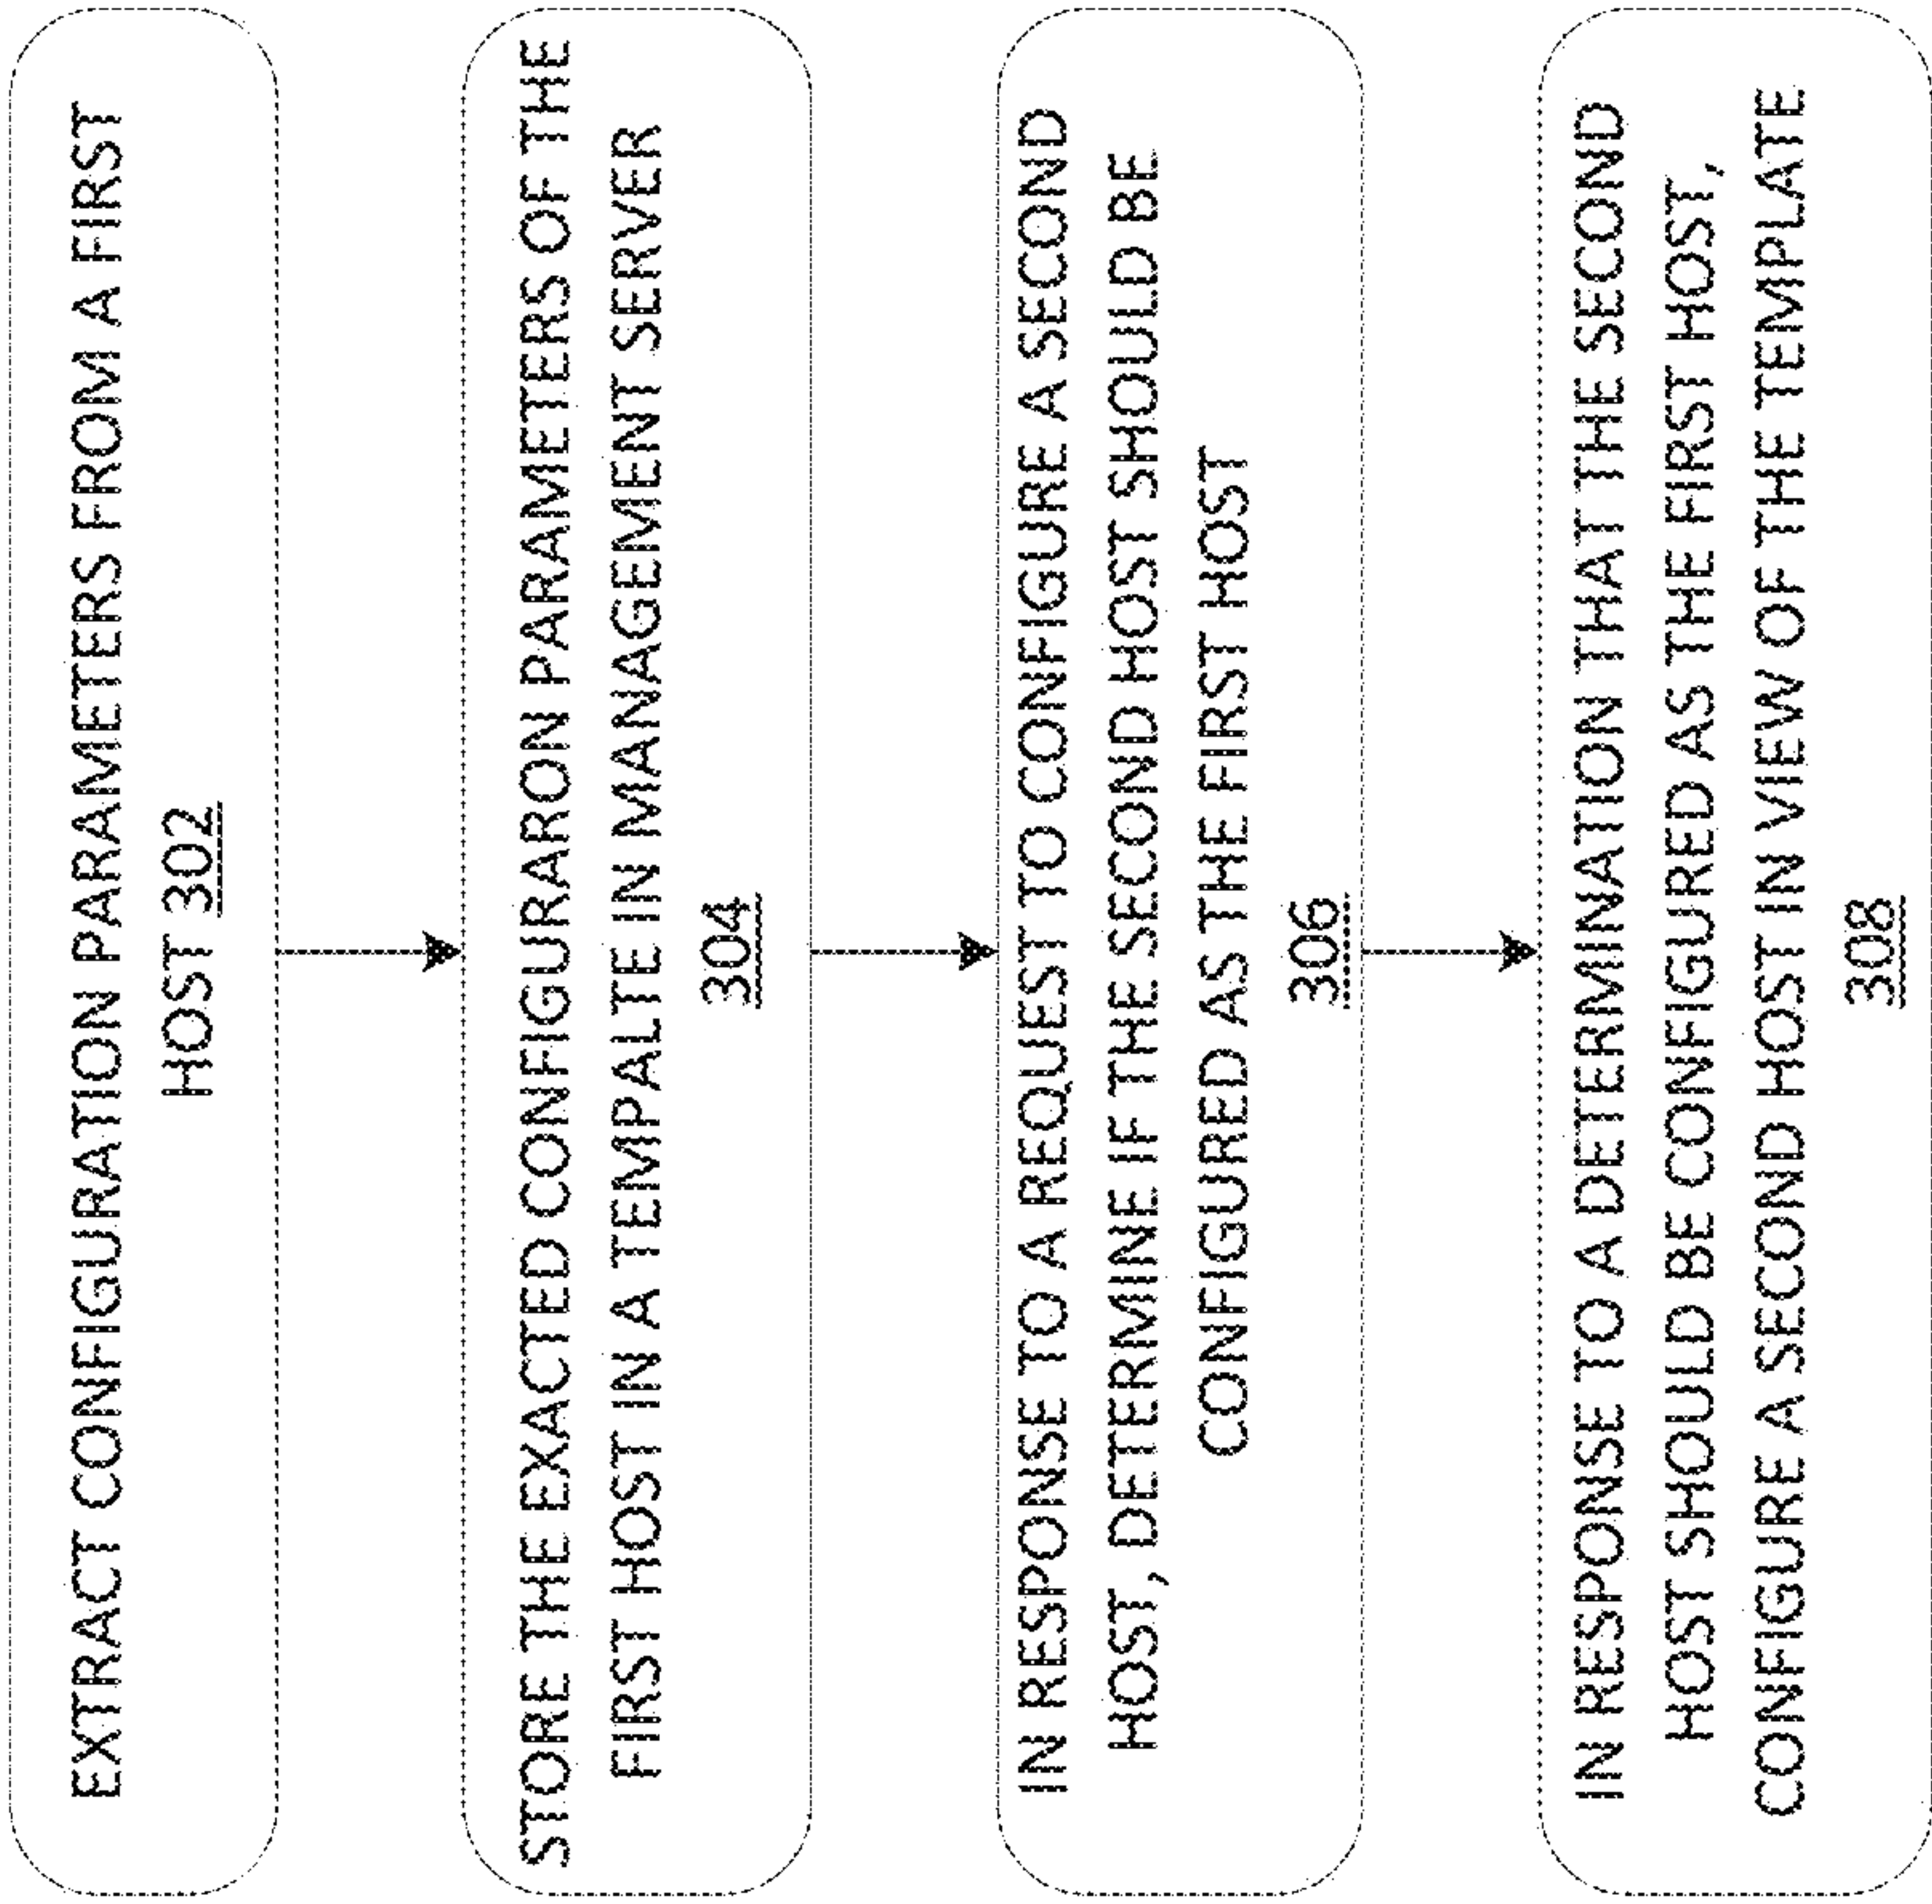 EXTRACT CONFIGURATION PARAMETERS FROM A FIRST
HOST 302
STORE THE EXACTED CONFIGURARON PARAMETERS OF THE
FIRST HOST IN A TEMPALTE IN MANAGEMENT SERVER
304
IN RESPONSE TO A REQUEST TO CONFIGURE A SECOND
HOST, DETERMINE IF THE SECOND HOST SHOULD BE
CONFIGURED AS THE FIRST HOST
306
IN RESPONSE TO A DETERMINATION THAT THE SECOND
HOST SHOULD BE CONFIGURED AS THE FIRST HOST,
CONFIGURE A SECOND HOST IN VIEW OF THE TEMPLATE
308